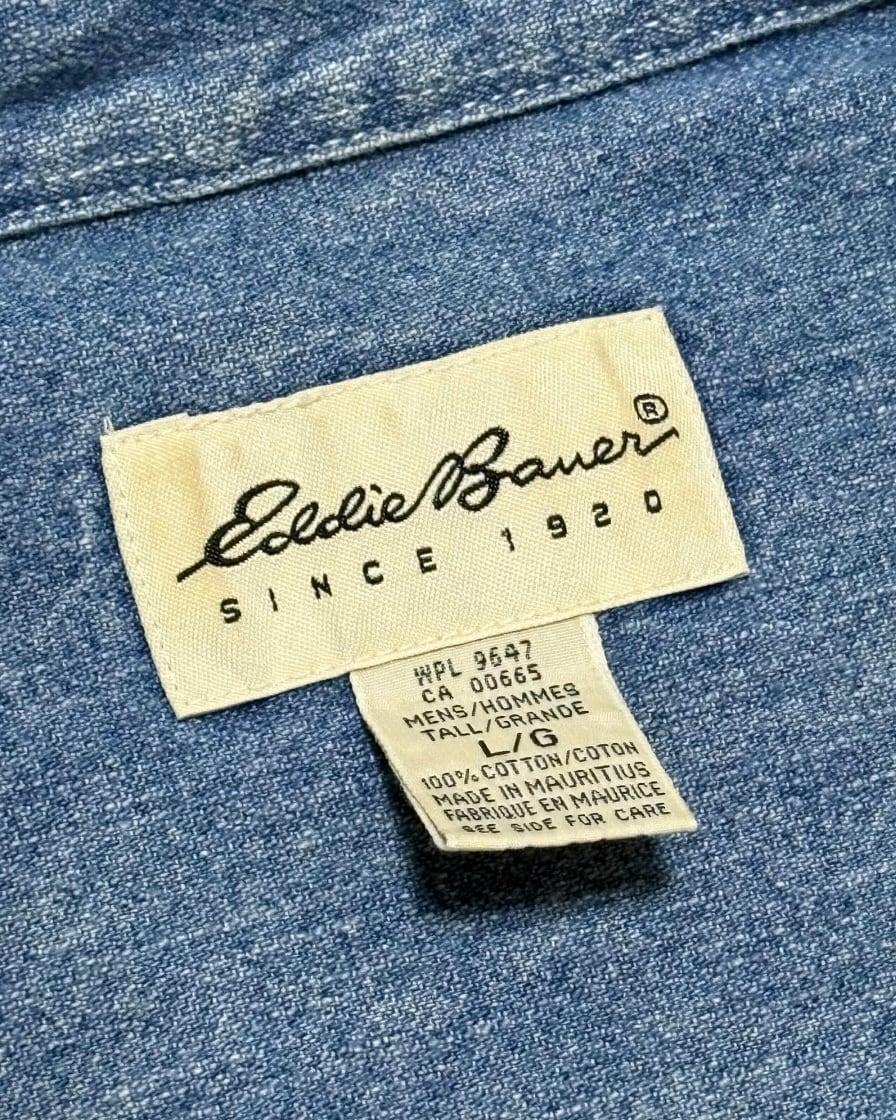 Eddie Bauer®
SINCE 1920
WPL 9647
CA 00665
MENS/HOMMES
TALL/GRANDE
L/G
100% COTTON/COTON
MADE IN MAURITIUS
FABRIQUE EN MAURICE
SEE SIDE FOR CARE